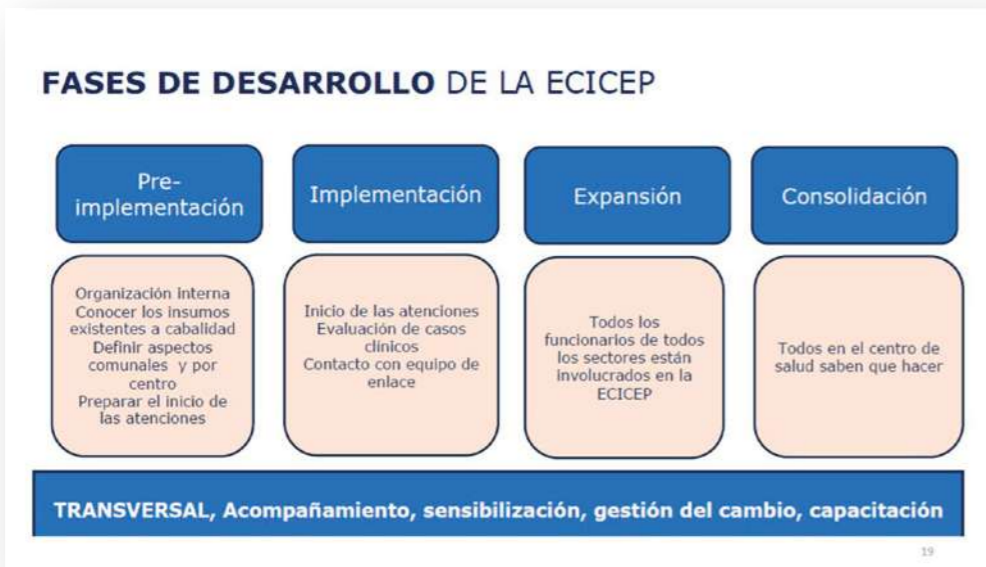 FASES DE DESARROLLO DE LA ECICEP
Pre-
implementación
Implementación
Expansión
Consolidación
Organización interna
Conocer los insumos
existentes a cabalidad
Definir aspectos
comunales y por
centro
Preparar el inicio de
las atenciones
Inicio de las atenciones
Evaluación de casos
clínicos
Contacto con equipo de
enlace
Todos los
funcionarios de todos
los sectores están
involucrados en la
ECICEP
Todos en el centro de
salud saben que hacer
TRANSVERSAL, Acompañamiento, sensibilización, gestión del cambio, capacitación
19